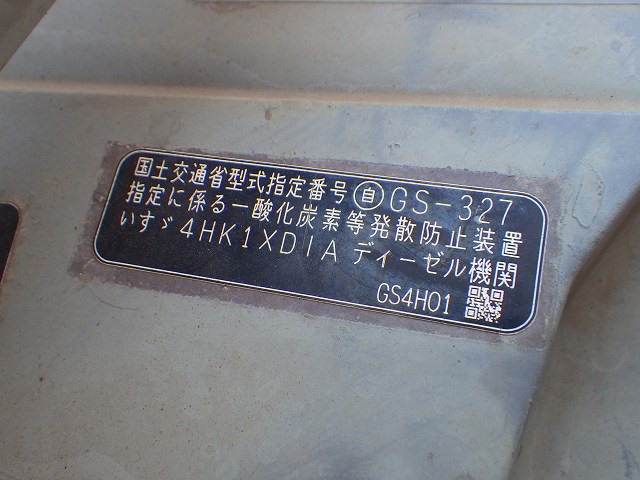 国土交通省型式指定番号 自 GS-327
指定に係る一酸化炭素等発散防止装置
いすゞ 4HK1XDIA ディーゼル機関
GS4H01